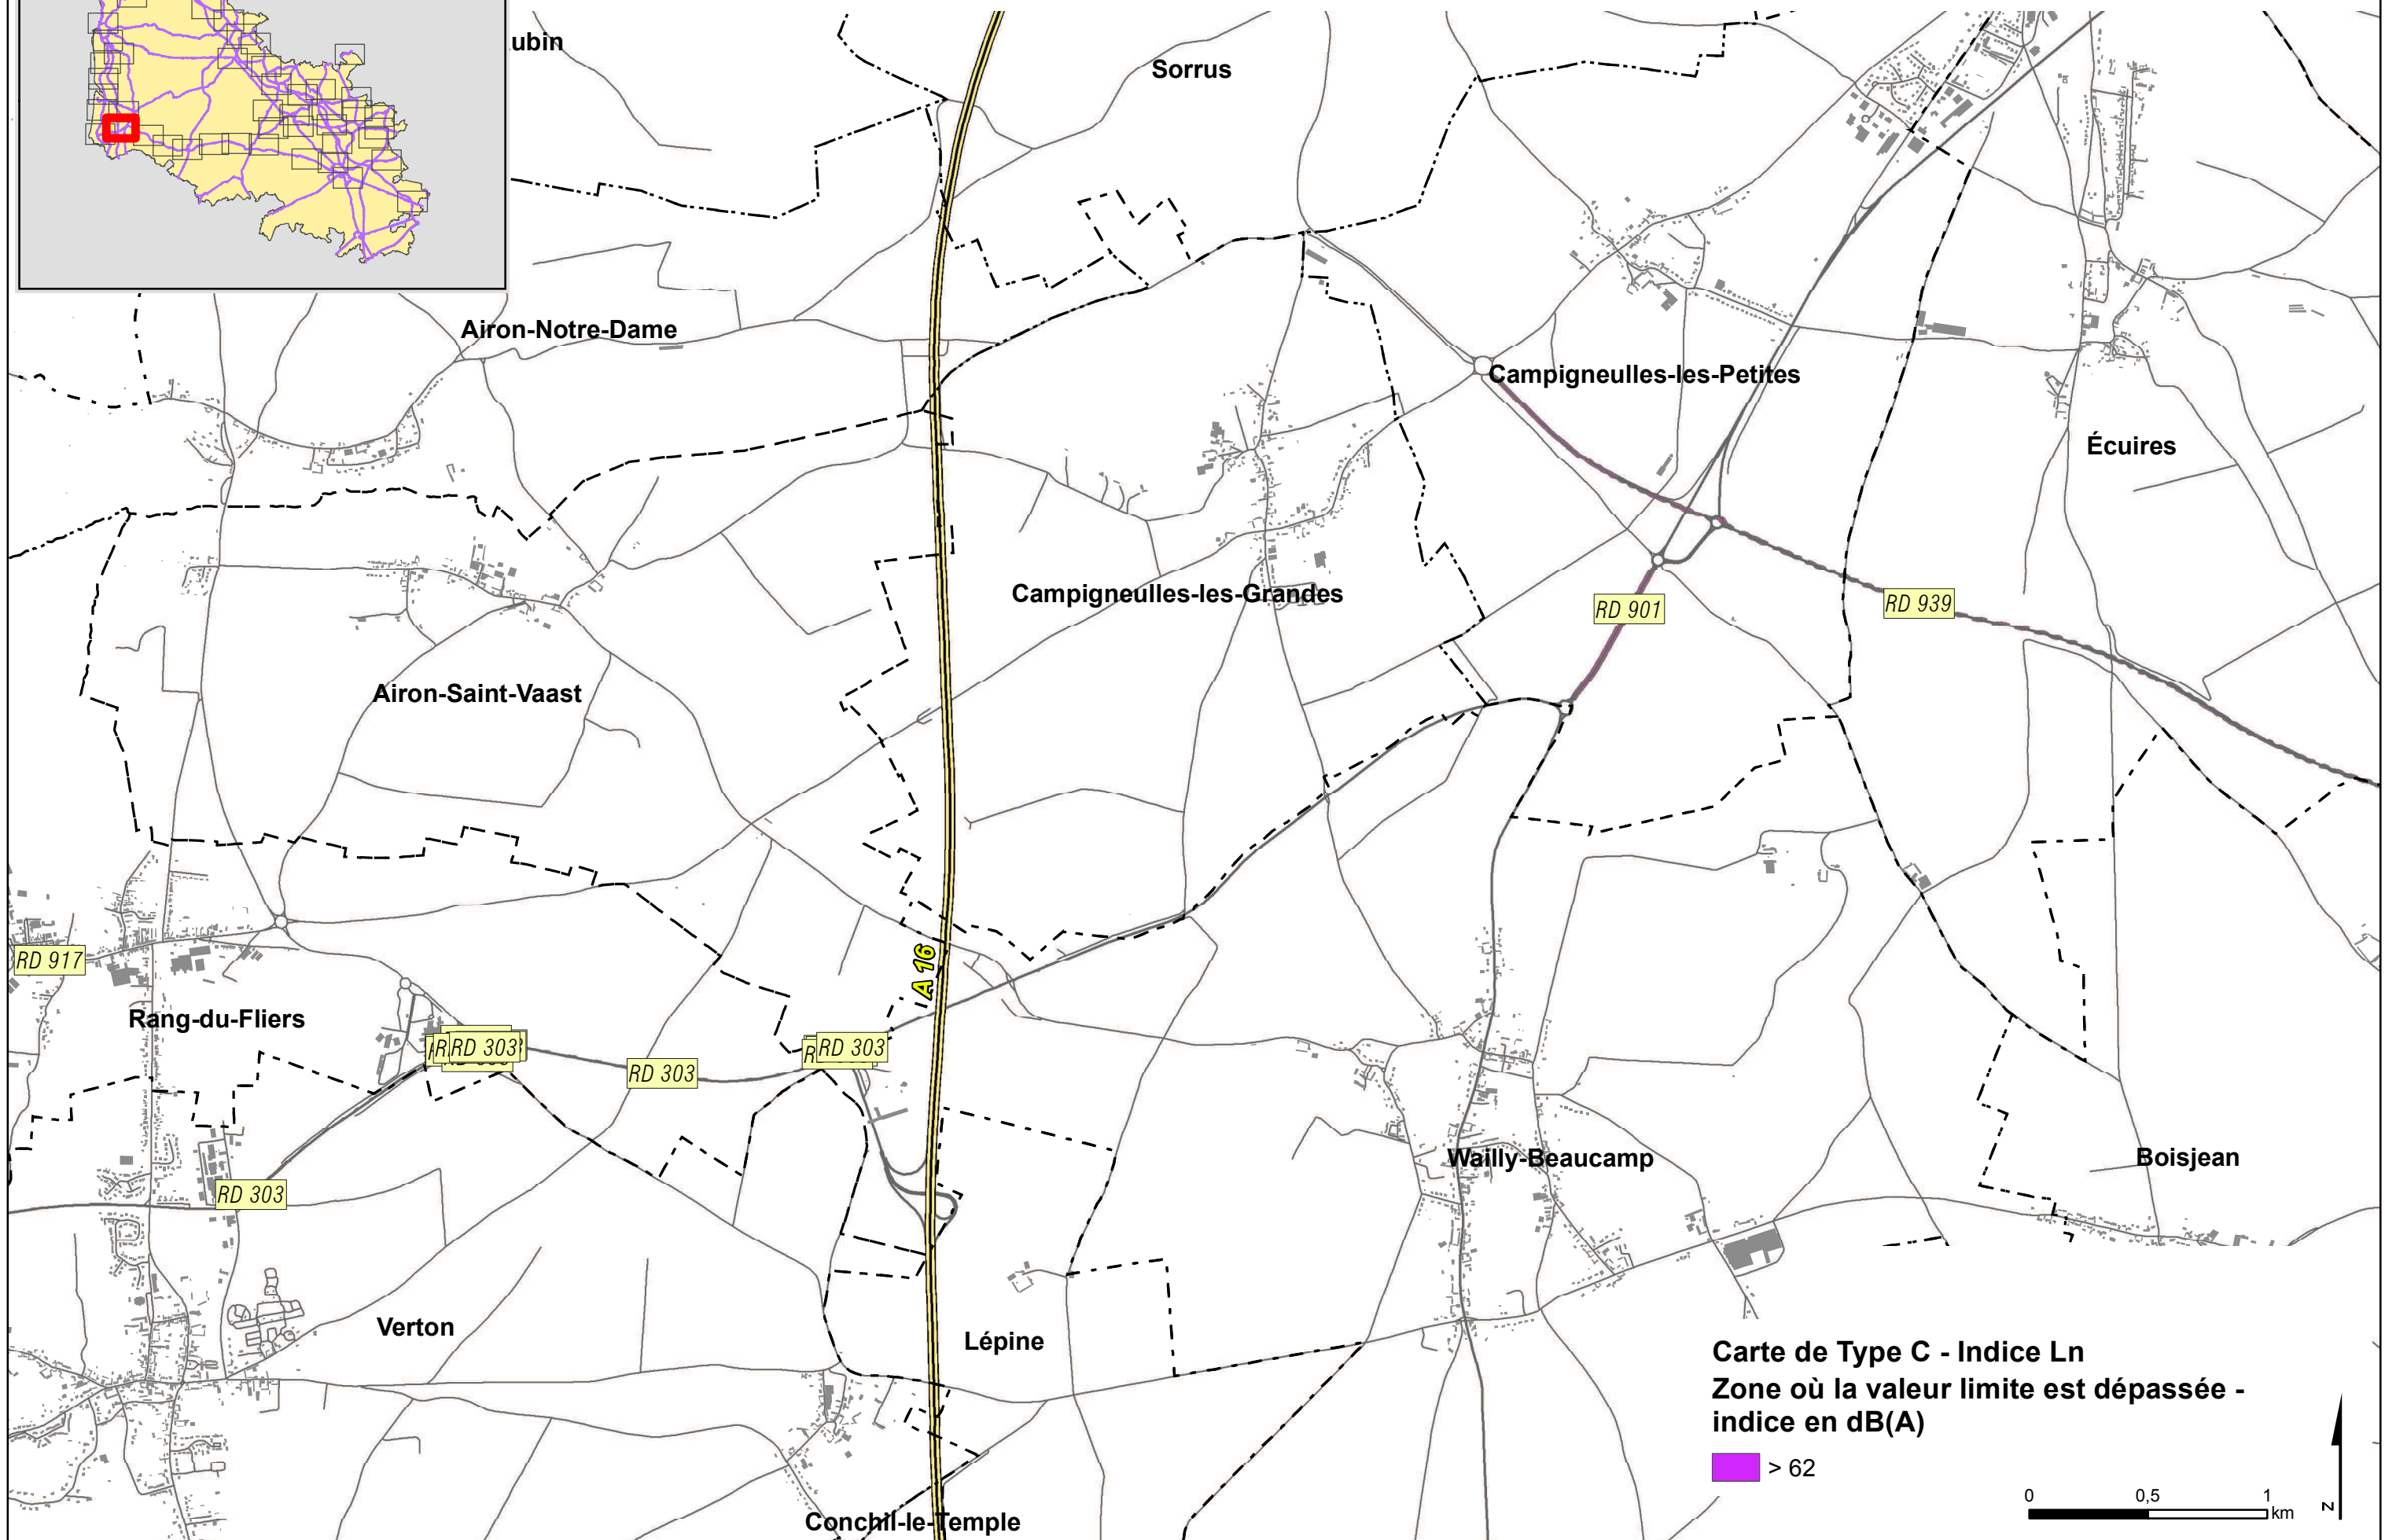 ubin
Sorrus
Airon-Notre-Dame
Campigneulles-les-Petites
Écuires
Campigneulles-les-Grandes
RD 901
RD 939
Airon-Saint-Vaast
RD 917
A 16
Rang-du-Fliers
RD 303
RD 303
RD 303
RD 303
Wailly-Beaucamp
Boisjean
Verton
Lépine
Conchil-le-Temple
Carte de Type C - Indice Ln
Zone où la valeur limite est dépassée -
indice en dB(A)
> 62
0 0,5 1
km
N